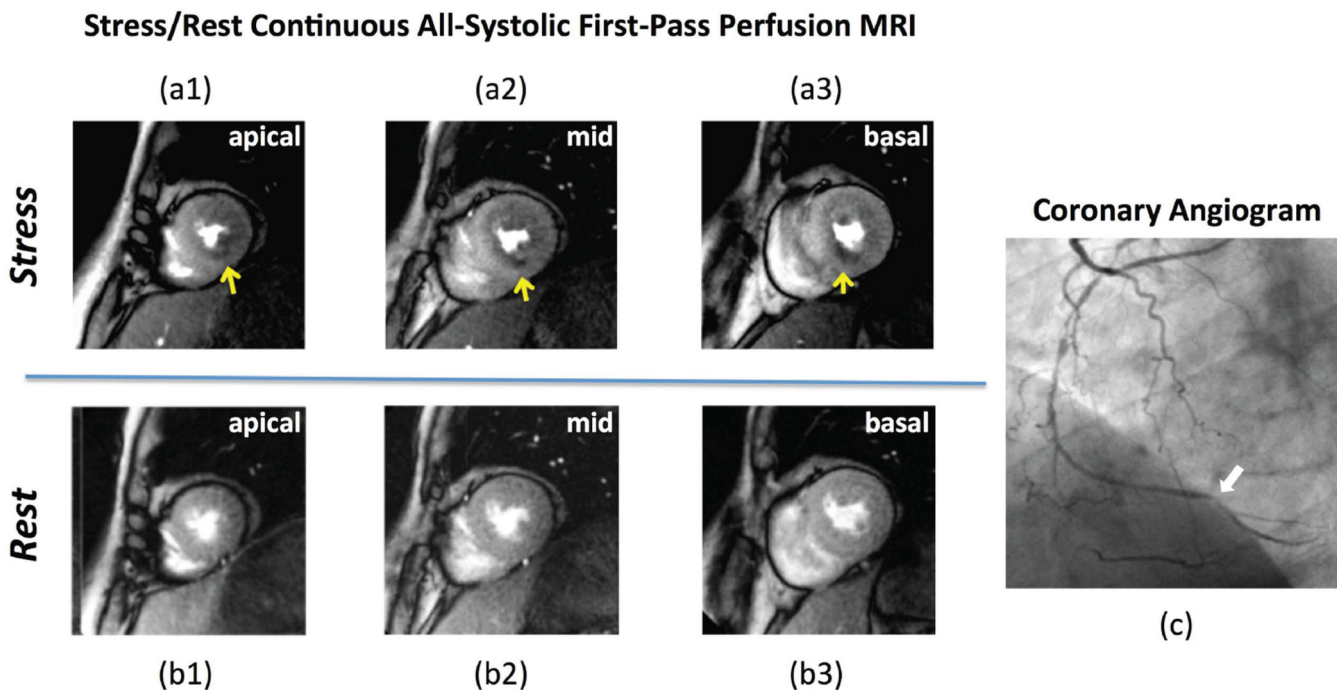 Stress/Rest Continuous All-Systolic First-Pass Perfusion MRI
(a1)
(a2)
(a3)
Stress
apical
mid
basal
Coronary Angiogram
Rest
apical
mid
basal
(b1)
(b2)
(b3)
(c)